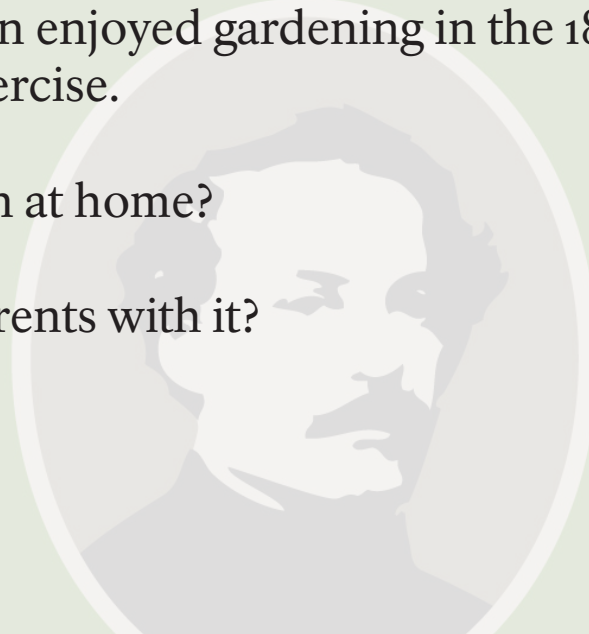 n enjoyed gardening in the 18
ercise.
n at home?
rents with it?